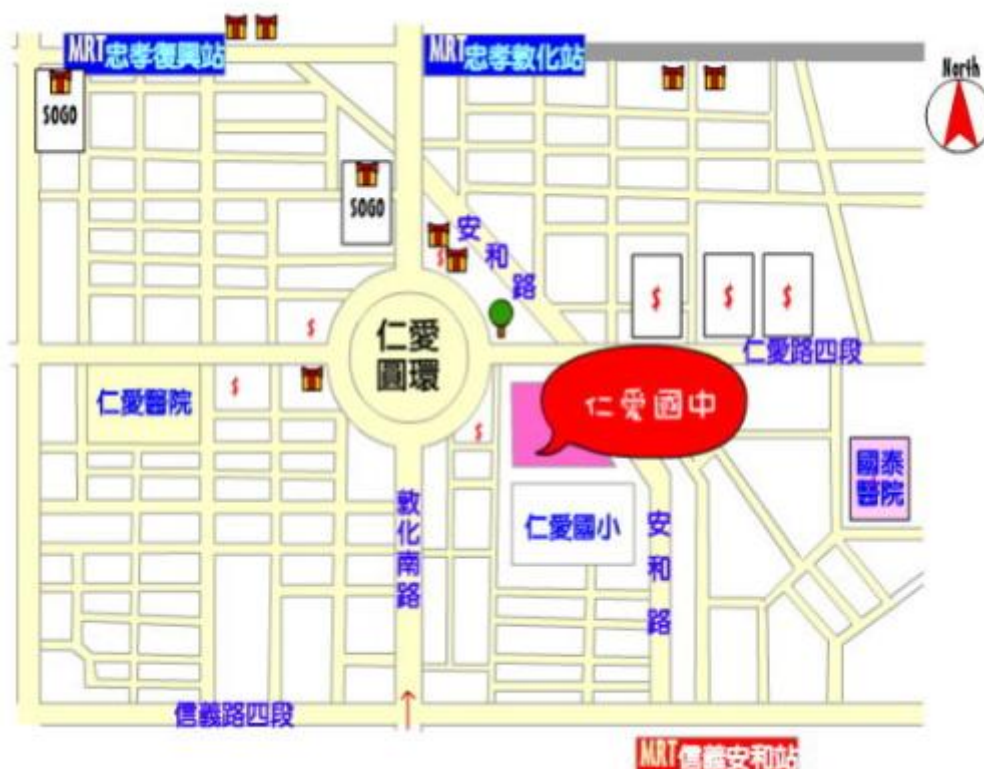 MRT忠孝復興站
MRT忠孝敦化站
North
SOGO
SOGO
$
安和路
$
$
$
$
仁愛圓環
仁愛路四段
仁愛醫院
$
$
仁愛國中
國泰醫院
敦化南路
仁愛國小
安和路
信義路四段
MRT信義安和站